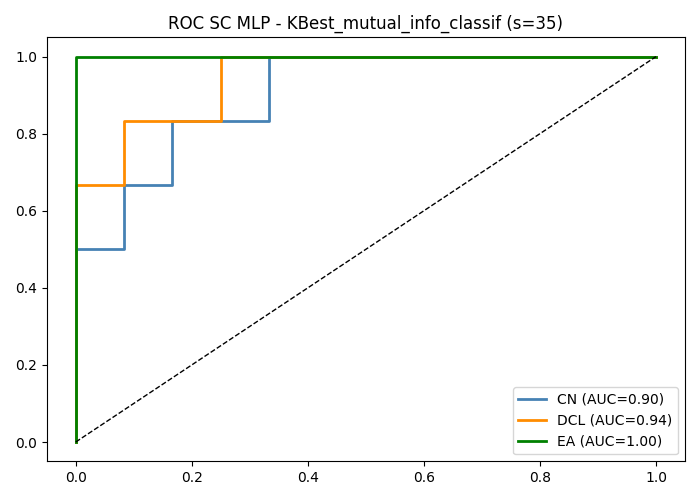 ROC SC MLP - KBest_mutual_info_classif (s=35)
1.0
0.8
0.6
0.4
0.2
0.0
0.0 0.2 0.4 0.6 0.8 1.0
CN (AUC=0.90)
DCL (AUC=0.94)
EA (AUC=1.00)